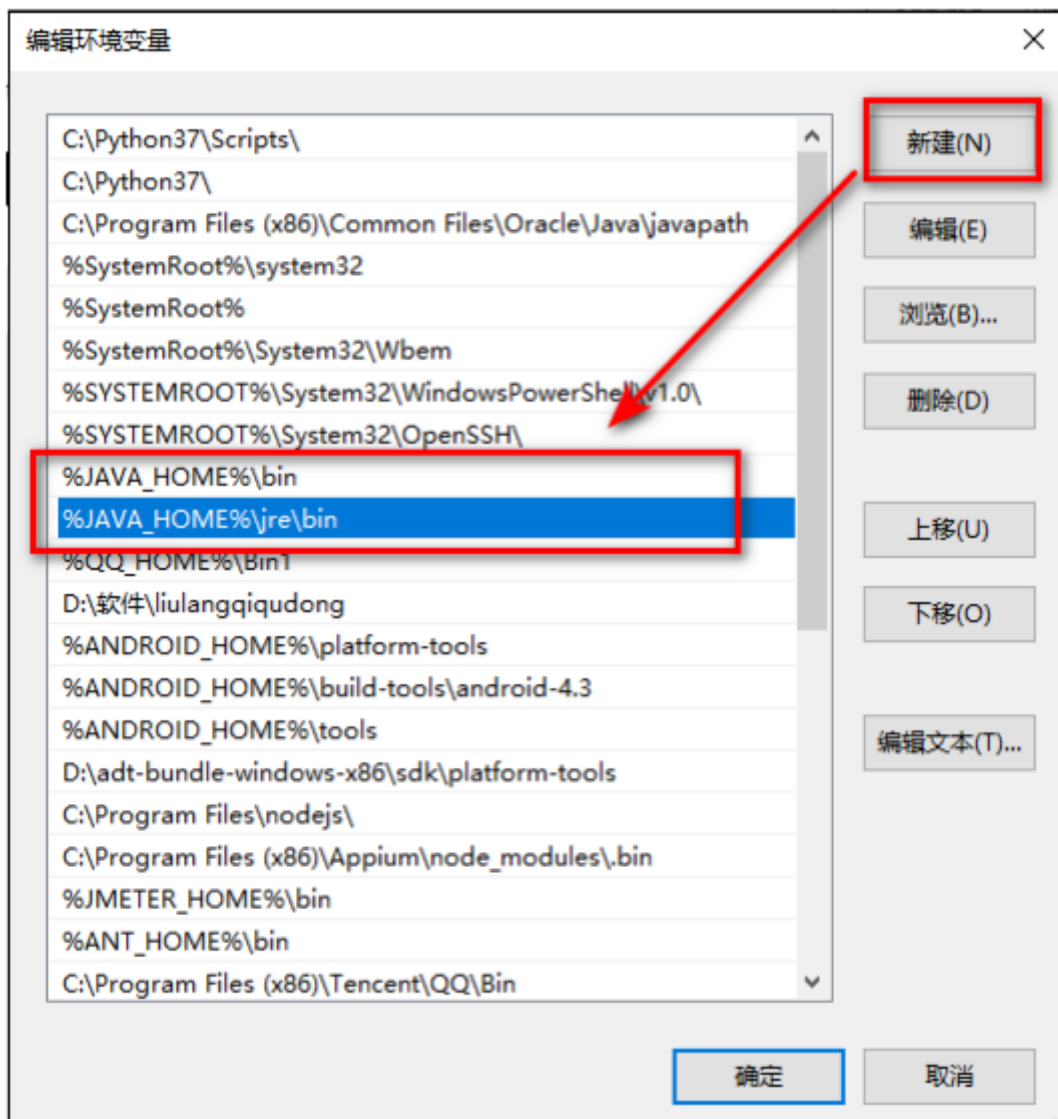 编辑环境变量
C:\Python37\Scripts\
新建(N)
C:\Python37\
C:\Program Files (x86)\Common Files\Oracle\Java\javapath
编辑(E)
%SystemRoot%\system32
%SystemRoot%
浏览(B)...
%SystemRoot%\System32\Wbem
%SYSTEMROOT%\System32\WindowsPowerShell\v1.0\
删除(D)
%SYSTEMROOT%\System32\OpenSSH\
%JAVA_HOME%\bin
%JAVA_HOME%\jre\bin
上移(U)
%QQ_HOME%\Bin1
D:\软件\liulangqiqudong
下移(O)
%ANDROID_HOME%\platform-tools
%ANDROID_HOME%\build-tools\android-4.3
%ANDROID_HOME%\tools
编辑文本(T)...
D:\adt-bundle-windows-x86\sdk\platform-tools
C:\Program Files\nodejs\
C:\Program Files (x86)\Appium\node_modules\.bin
%JMETER_HOME%\bin
%ANT_HOME%\bin
C:\Program Files (x86)\Tencent\QQ\Bin
确定
取消